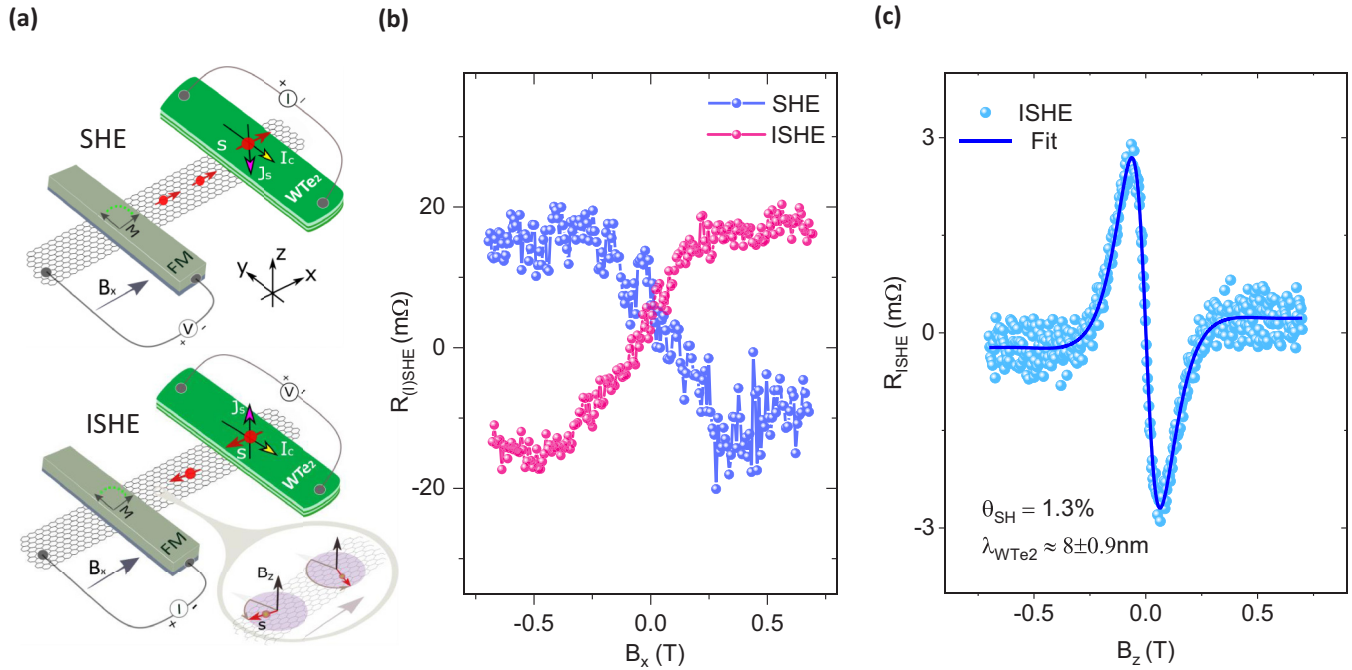 (a)
SHE
+ I -
S
I_c
J_s
WTe₂
M
FM
B_x
+ V -
z
y
x
ISHE
+ V -
J_s
I_c
S
WTe₂
M
FM
B_x
+ I -
B_z
s
(b)
SHE
ISHE
R_(I)SHE (mΩ)
20
0
-20
-0.5 0.0 0.5
B_x (T)
(c)
ISHE
Fit
R_ISHE (mΩ)
3
0
-3
θ_SH = 1.3%
λ_WTe2 ≈ 8±0.9nm
-0.5 0.0 0.5
B_z (T)